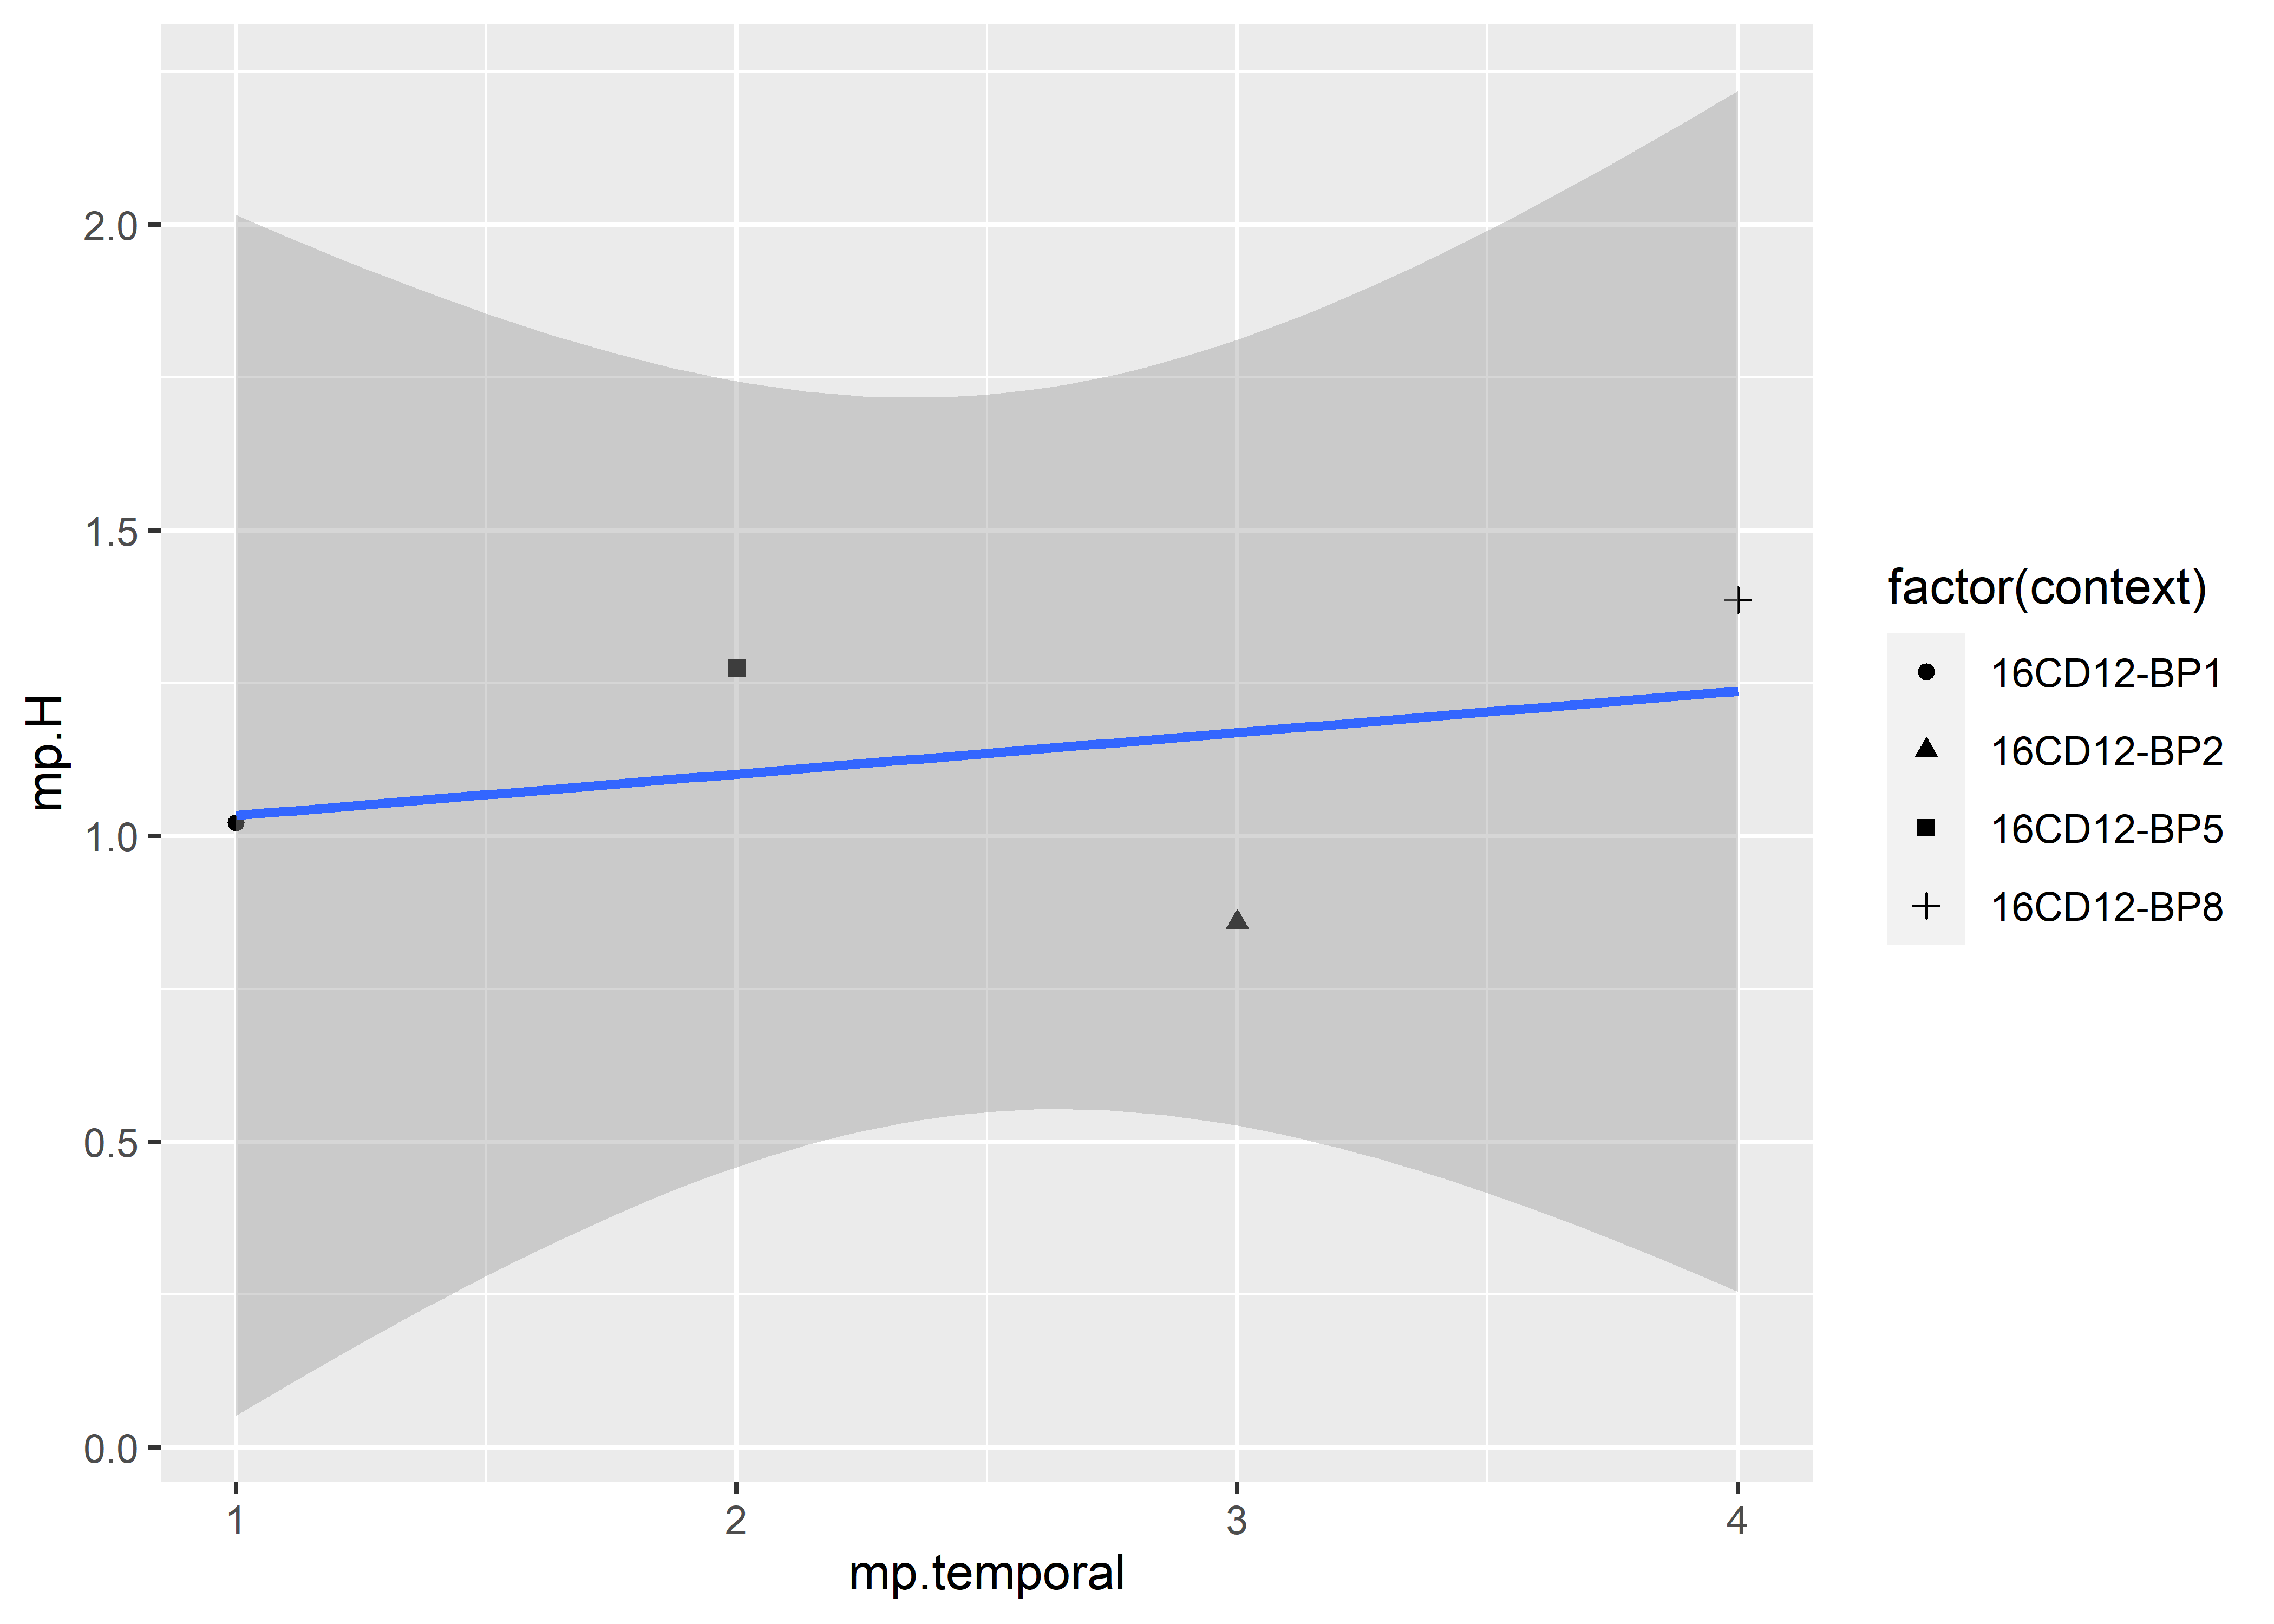 mp.H
2.0
1.5
1.0
0.5
0.0
1
2
3
4
mp.temporal
factor(context)
16CD12-BP1
16CD12-BP2
16CD12-BP5
16CD12-BP8